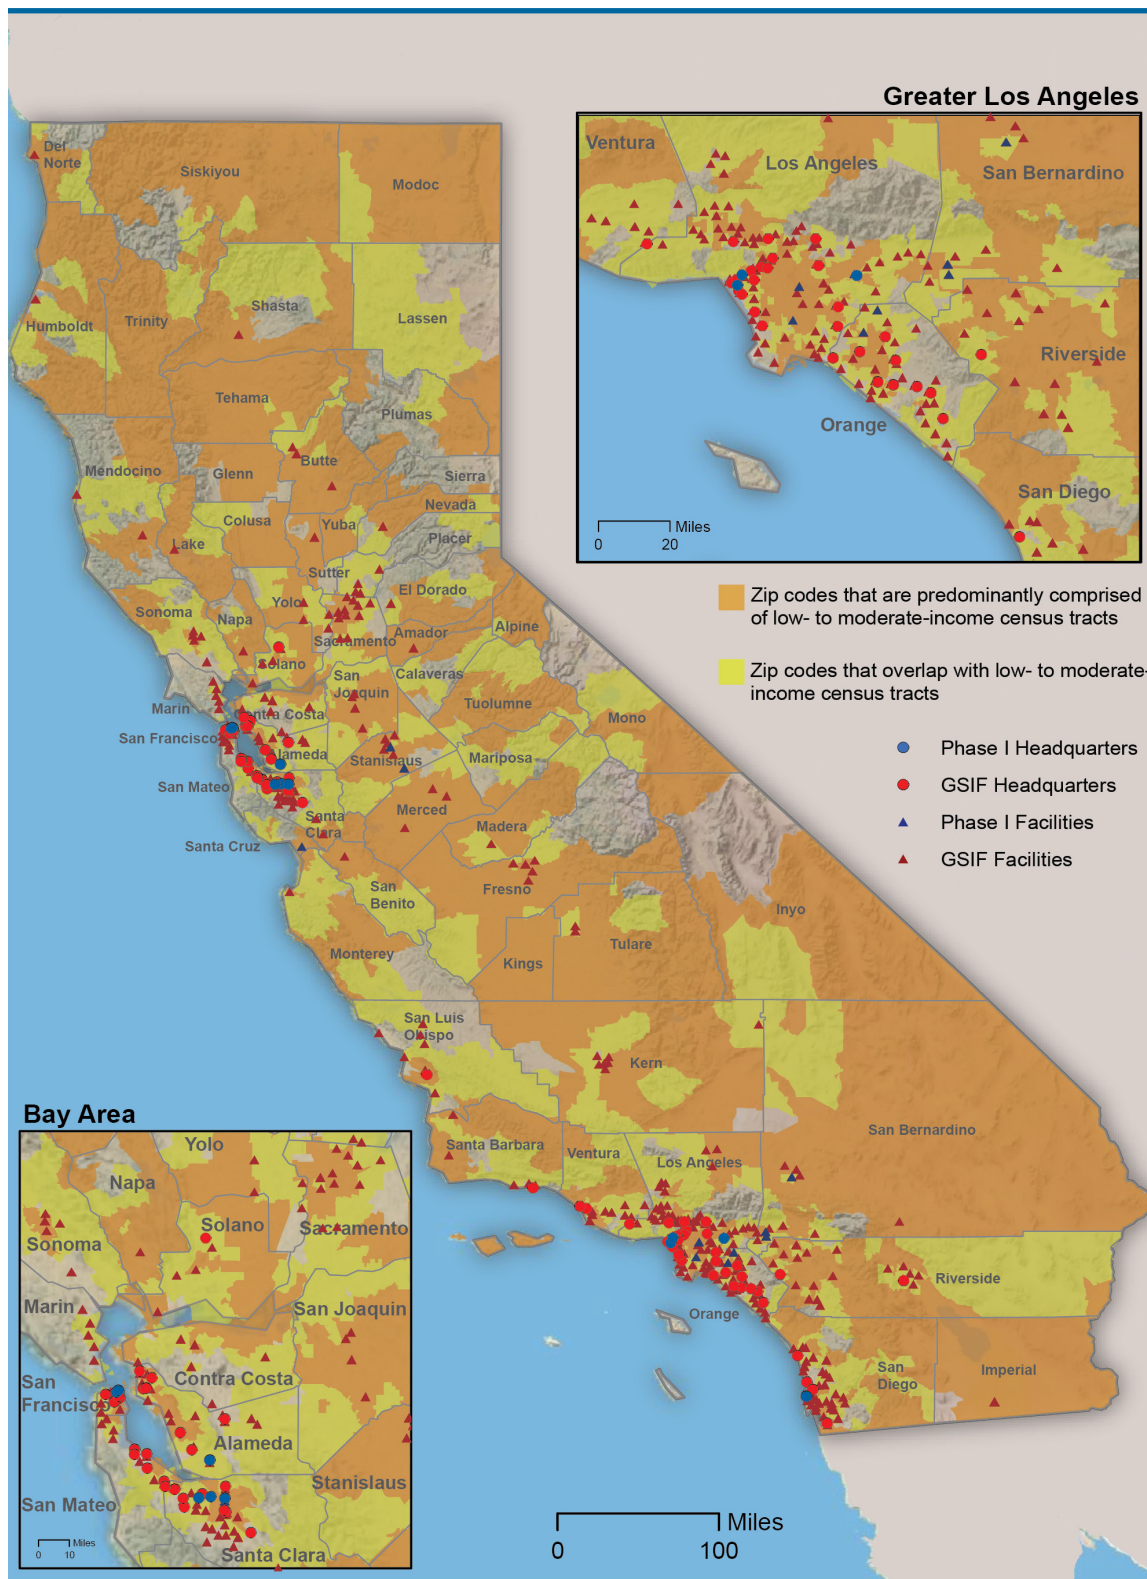 Greater Los Angeles
Ventura
Los Angeles
San Bernardino
Riverside
Orange
San Diego
Miles
0
20
Del
Norte
Siskiyou
Modoc
Humboldt
Trinity
Shasta
Lassen
Tehama
Plumas
Mendocino
Glenn
Butte
Sierra
Colusa
Yuba
Nevada
Placer
Lake
Sutter
Sonoma
Napa
Yolo
El Dorado
Sacramento
Amador
Alpine
Solano
Calaveras
San
Joaquin
Marin
Contra Costa
Tuolumne
Mono
San Francisco
Alameda
Stanislaus
Mariposa
San Mateo
Merced
Santa
Clara
Madera
Santa Cruz
San
Benito
Fresno
Inyo
Monterey
Kings
Tulare
San Luis
Obispo
Kern
San Bernardino
Santa Barbara
Ventura
Los Angeles
Riverside
Orange
San
Diego
Imperial
Zip codes that are predominantly comprised
of low- to moderate-income census tracts
Zip codes that overlap with low- to moderate-
income census tracts
Phase I Headquarters
GSIF Headquarters
Phase I Facilities
GSIF Facilities
Bay Area
Yolo
Napa
Solano
Sacramento
Sonoma
Marin
San Joaquin
San
Francisco
Contra Costa
Alameda
Stanislaus
San Mateo
Santa Clara
Miles
0
10
Miles
0
100